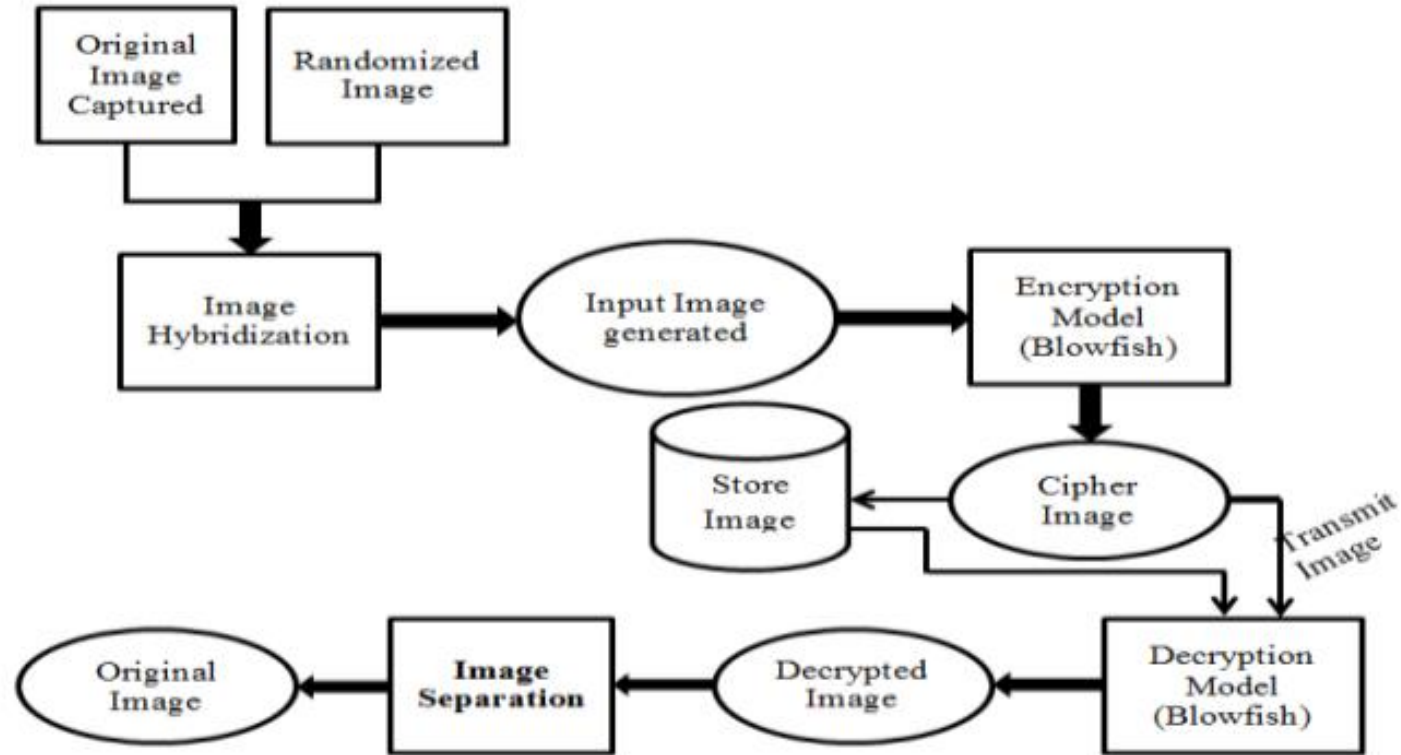 Original
Image
Captured
Randomized
Image
Image
Hybridization
Input Image
generated
Encryption
Model
(Blowfish)
Store
Image
Cipher
Image
Transmit
Image
Original
Image
Image
Separation
Decrypted
Image
Decryption
Model
(Blowfish)